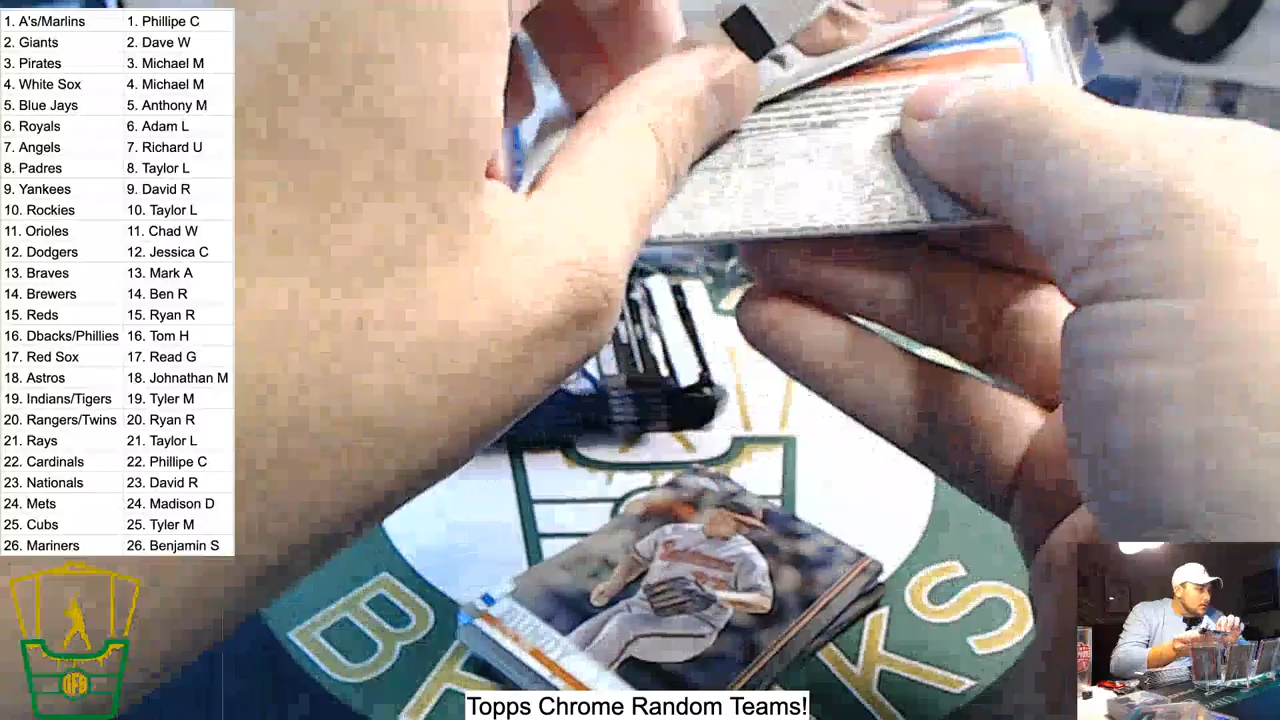 1. A's/Marlins 1. Phillipe C
2. Giants 2. Dave W
3. Pirates 3. Michael M
4. White Sox 4. Michael M
5. Blue Jays 5. Anthony M
6. Royals 6. Adam L
7. Angels 7. Richard U
8. Padres 8. Taylor L
9. Yankees 9. David R
10. Rockies 10. Taylor L
11. Orioles 11. Chad W
12. Dodgers 12. Jessica C
13. Braves 13. Mark A
14. Brewers 14. Ben R
15. Reds 15. Ryan R
16. Dbacks/Phillies 16. Tom H
17. Red Sox 17. Read G
18. Astros 18. Johnathan M
19. Indians/Tigers 19. Tyler M
20. Rangers/Twins 20. Ryan R
21. Rays 21. Taylor L
22. Cardinals 22. Phillipe C
23. Nationals 23. David R
24. Mets 24. Madison D
25. Cubs 25. Tyler M
26. Mariners 26. Benjamin S
Topps Chrome Random Teams!